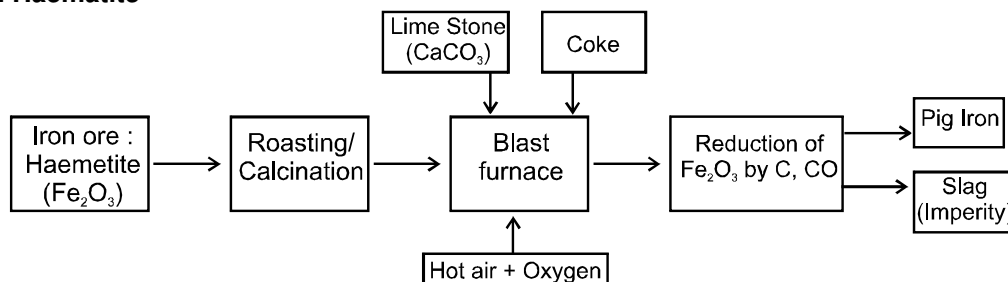 Haematite
Lime Stone
(CaCO₃)
Coke
Iron ore :
Haemetite
(Fe₂O₃)
Roasting/
Calcination
Blast
furnace
Reduction of
Fe₂O₃ by C, CO
Pig Iron
Slag
(Imperity)
Hot air + Oxygen